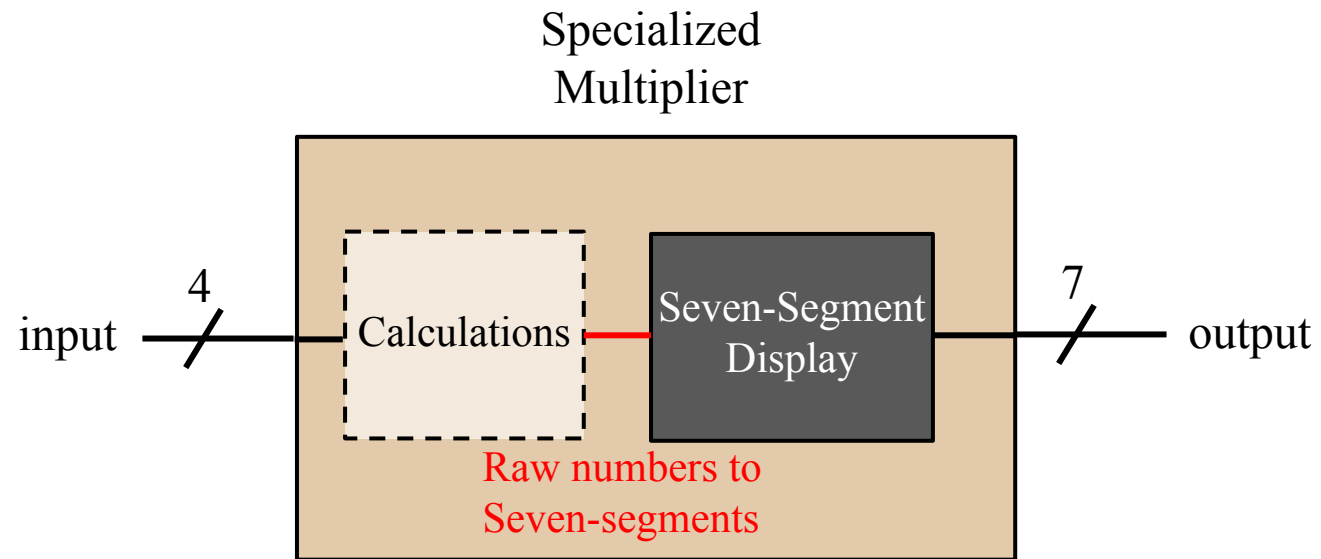 Specialized
Multiplier
4
7
input
Calculations
Seven-Segment
Display
output
Raw numbers to
Seven-segments